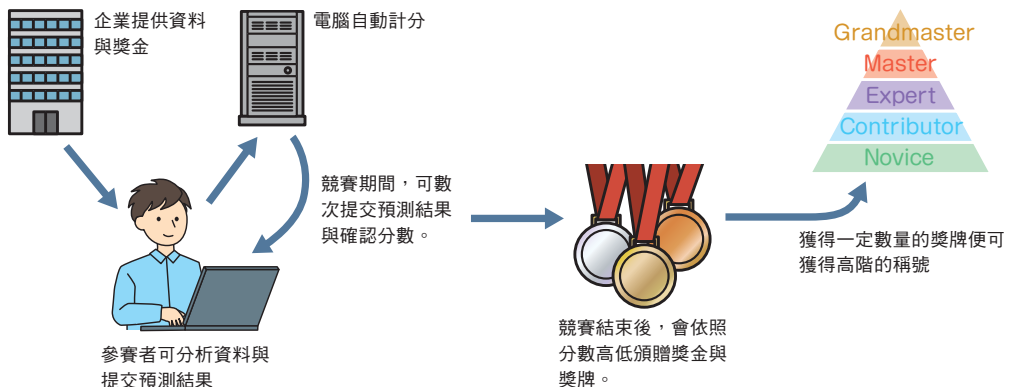 企業提供資料
與獎金
電腦自動計分
參賽者可分析資料與
提交預測結果
競賽期間，可數
次提交預測結果
與確認分數。
競賽結束後，會依照
分數高低頒贈獎金與
獎牌。
Grandmaster
Master
Expert
Contributor
Novice
獲得一定數量的獎牌便可
獲得高階的稱號